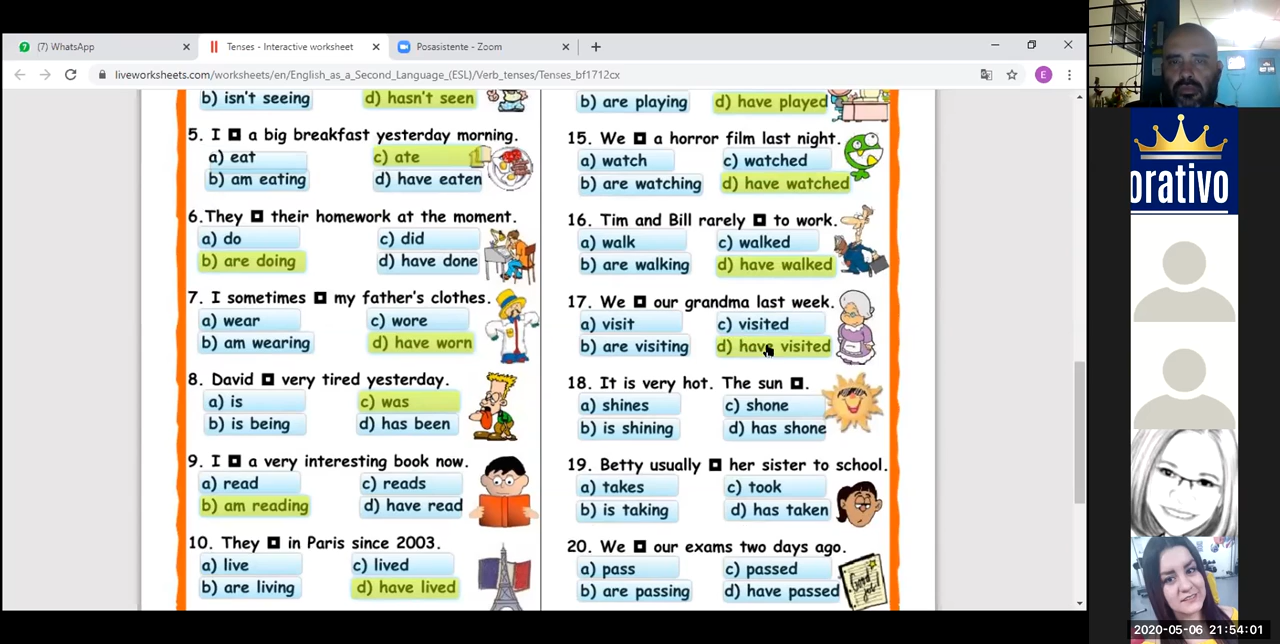 (7) WhatsApp
Tenses - Interactive worksheet
Posasistente - Zoom
liveworksheets.com/worksheets/en/English_as_a_Second_Language_(ESL)/Verb_tenses/Tenses_bf1712cx
E
b) isn't seeing d) hasn't seen
5. I a big breakfast yesterday morning.
a) eat c) ate
b) am eating d) have eaten
6.They their homework at the moment.
a) do c) did
b) are doing d) have done
7. I sometimes my father's clothes.
a) wear c) wore
b) am wearing d) have worn
8. David very tired yesterday.
a) is c) was
b) is being d) has been
9. I a very interesting book now.
a) read c) reads
b) am reading d) have read
10. They in Paris since 2003.
a) live c) lived
b) are living d) have lived
b) are playing d) have played
15. We a horror film last night.
a) watch c) watched
b) are watching d) have watched
16. Tim and Bill rarely to work.
a) walk c) walked
b) are walking d) have walked
17. We our grandma last week.
a) visit c) visited
b) are visiting d) have visited
18. It is very hot. The sun .
a) shines c) shone
b) is shining d) has shone
19. Betty usually her sister to school.
a) takes c) took
b) is taking d) has taken
20. We our exams two days ago.
a) pass c) passed
b) are passing d) have passed
Good job
orativo
2020-05-06 21:54:01